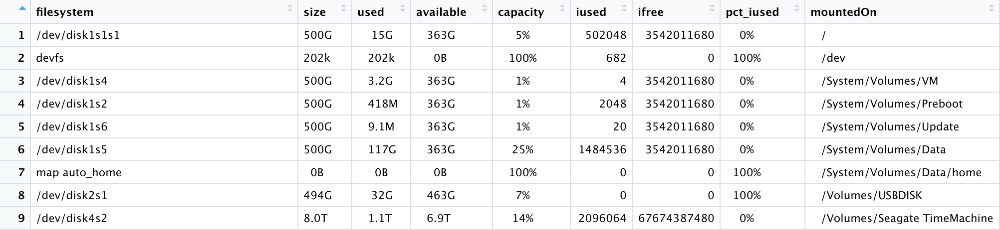 filesystem size used available capacity iused ifree pct_iused mountedOn
1 /dev/disk1s1s1 500G 15G 363G 5% 502048 3542011680 0% /
2 devfs 202k 202k 0B 100% 682 0 100% /dev
3 /dev/disk1s4 500G 3.2G 363G 1% 4 3542011680 0% /System/Volumes/VM
4 /dev/disk1s2 500G 418M 363G 1% 2048 3542011680 0% /System/Volumes/Preboot
5 /dev/disk1s6 500G 9.1M 363G 1% 20 3542011680 0% /System/Volumes/Update
6 /dev/disk1s5 500G 117G 363G 25% 1484536 3542011680 0% /System/Volumes/Data
7 map auto_home 0B 0B 0B 100% 0 0 100% /System/Volumes/Data/home
8 /dev/disk2s1 494G 32G 463G 7% 0 0 100% /Volumes/USBDISK
9 /dev/disk4s2 8.0T 1.1T 6.9T 14% 2096064 67674387480 0% /Volumes/Seagate TimeMachine